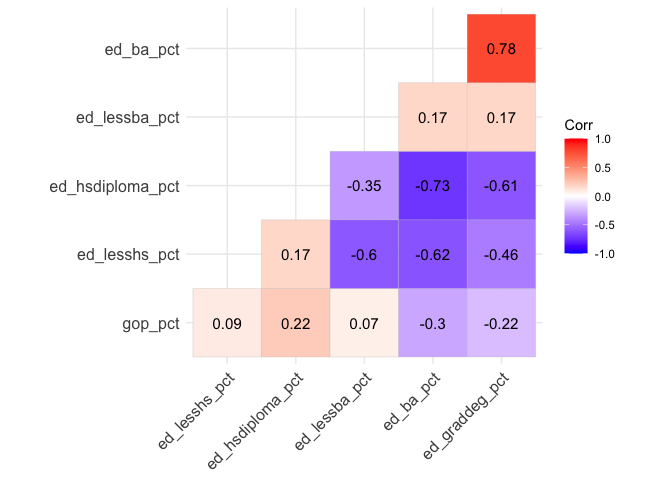 ed_ba_pct 0.78
ed_lessba_pct 0.17 0.17
ed_hsdiploma_pct -0.35 -0.73 -0.61
ed_lesshs_pct 0.17 -0.6 -0.62 -0.46
gop_pct 0.09 0.22 0.07 -0.3 -0.22
ed_lesshs_pct ed_hsdiploma_pct ed_lessba_pct ed_ba_pct ed_graddeg_pct
Corr
1.0
0.5
0.0
-0.5
-1.0